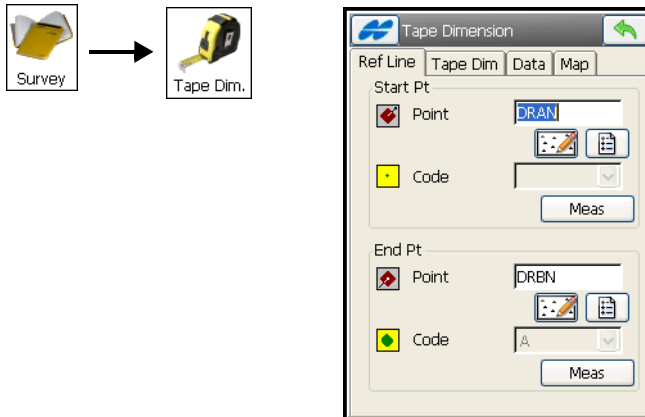 Survey
Tape Dim.
Tape Dimension
Ref Line Tape Dim Data Map
Start Pt
Point DRAN
Code
Meas
End Pt
Point DRBN
Code A
Meas